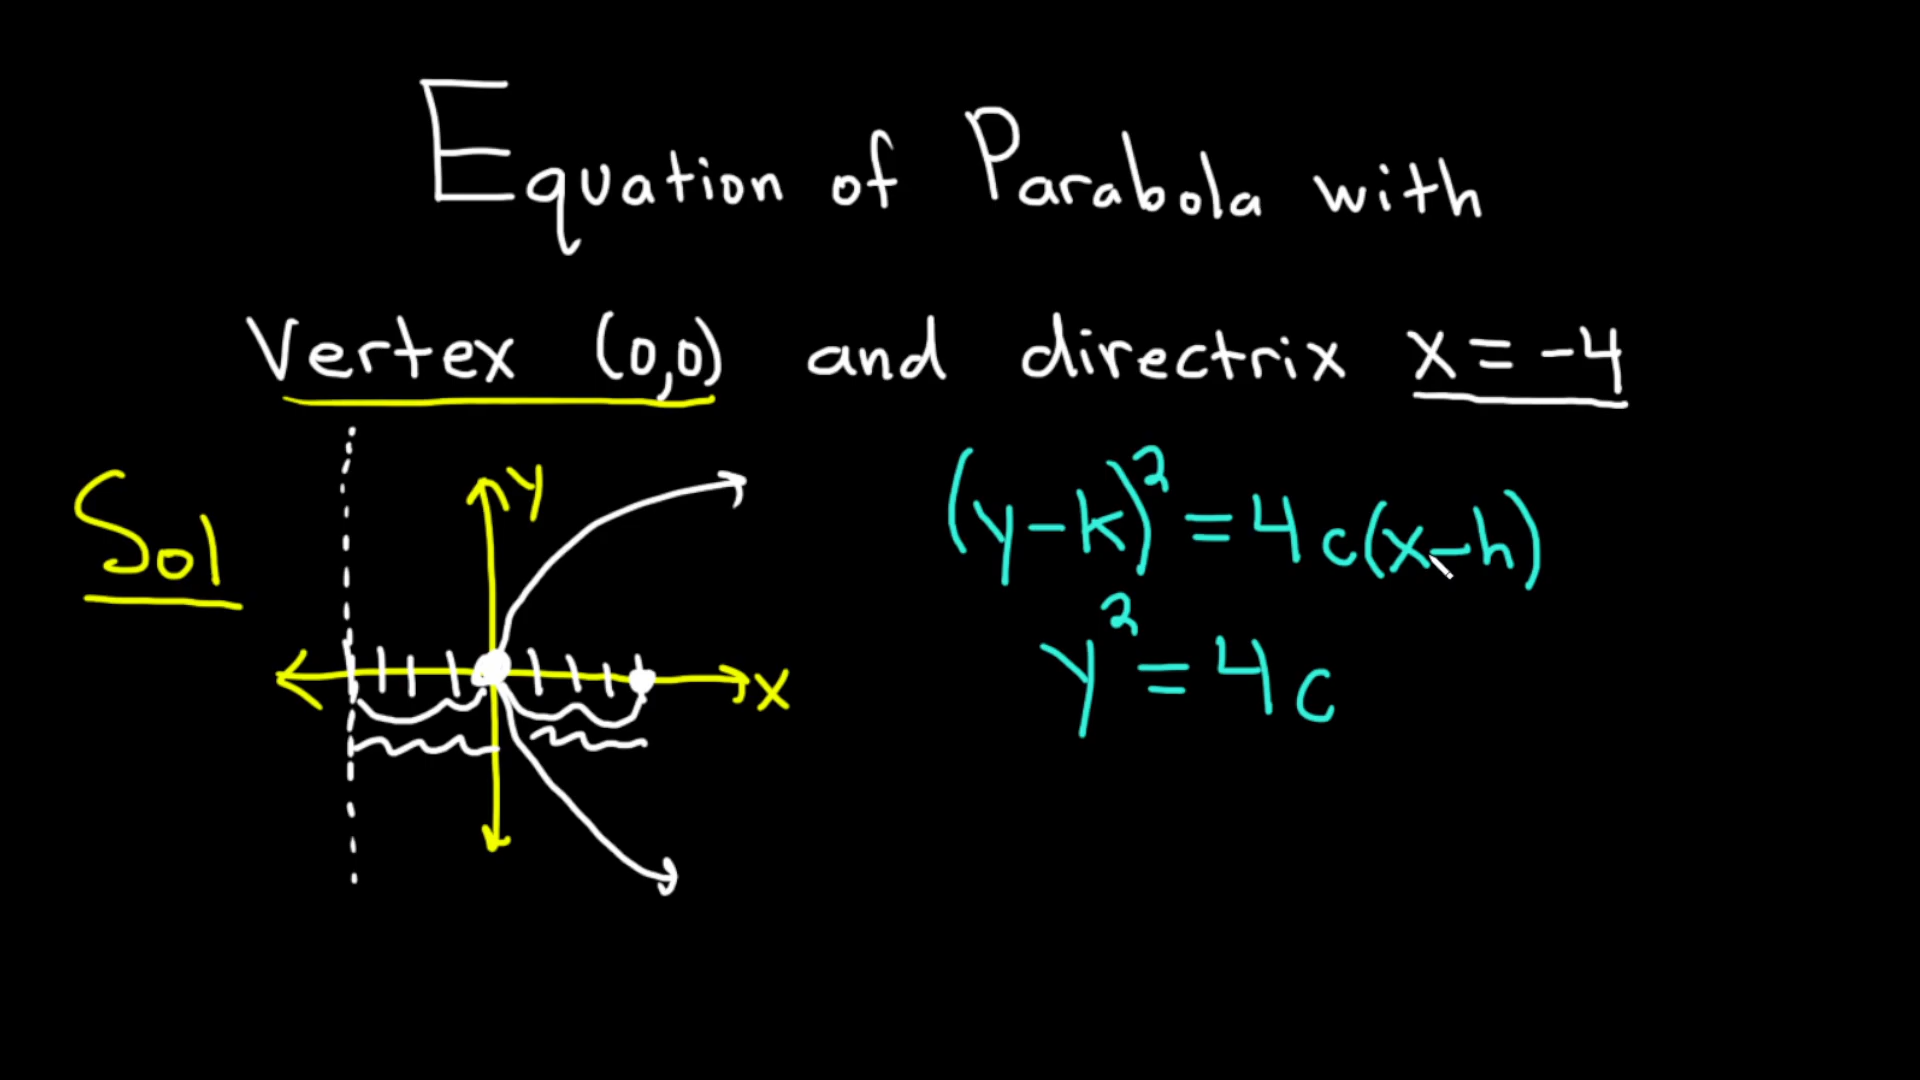 Equation of Parabola with
Vertex (0,0) and directrix x = -4
Sol
y
x
(y-k)² = 4c(x-h)
y² = 4c